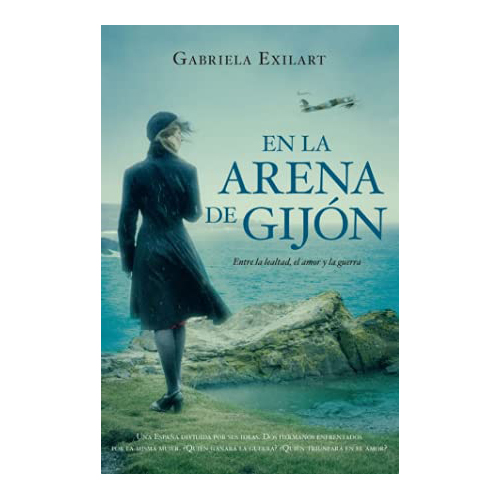 GABRIELA EXILART
EN LA
ARENA
DE GIJÓN
Entre la lealtad, el amor y la guerra
UNA ESPAÑA DIVIDIDA POR SUS IDEAS. DOS HERMANOS ENFRENTADOS
POR LA MISMA MUJER. ¿QUIÉN GANARÁ LA GUERRA? ¿QUIÉN TRIUNFARÁ EN EL AMOR?